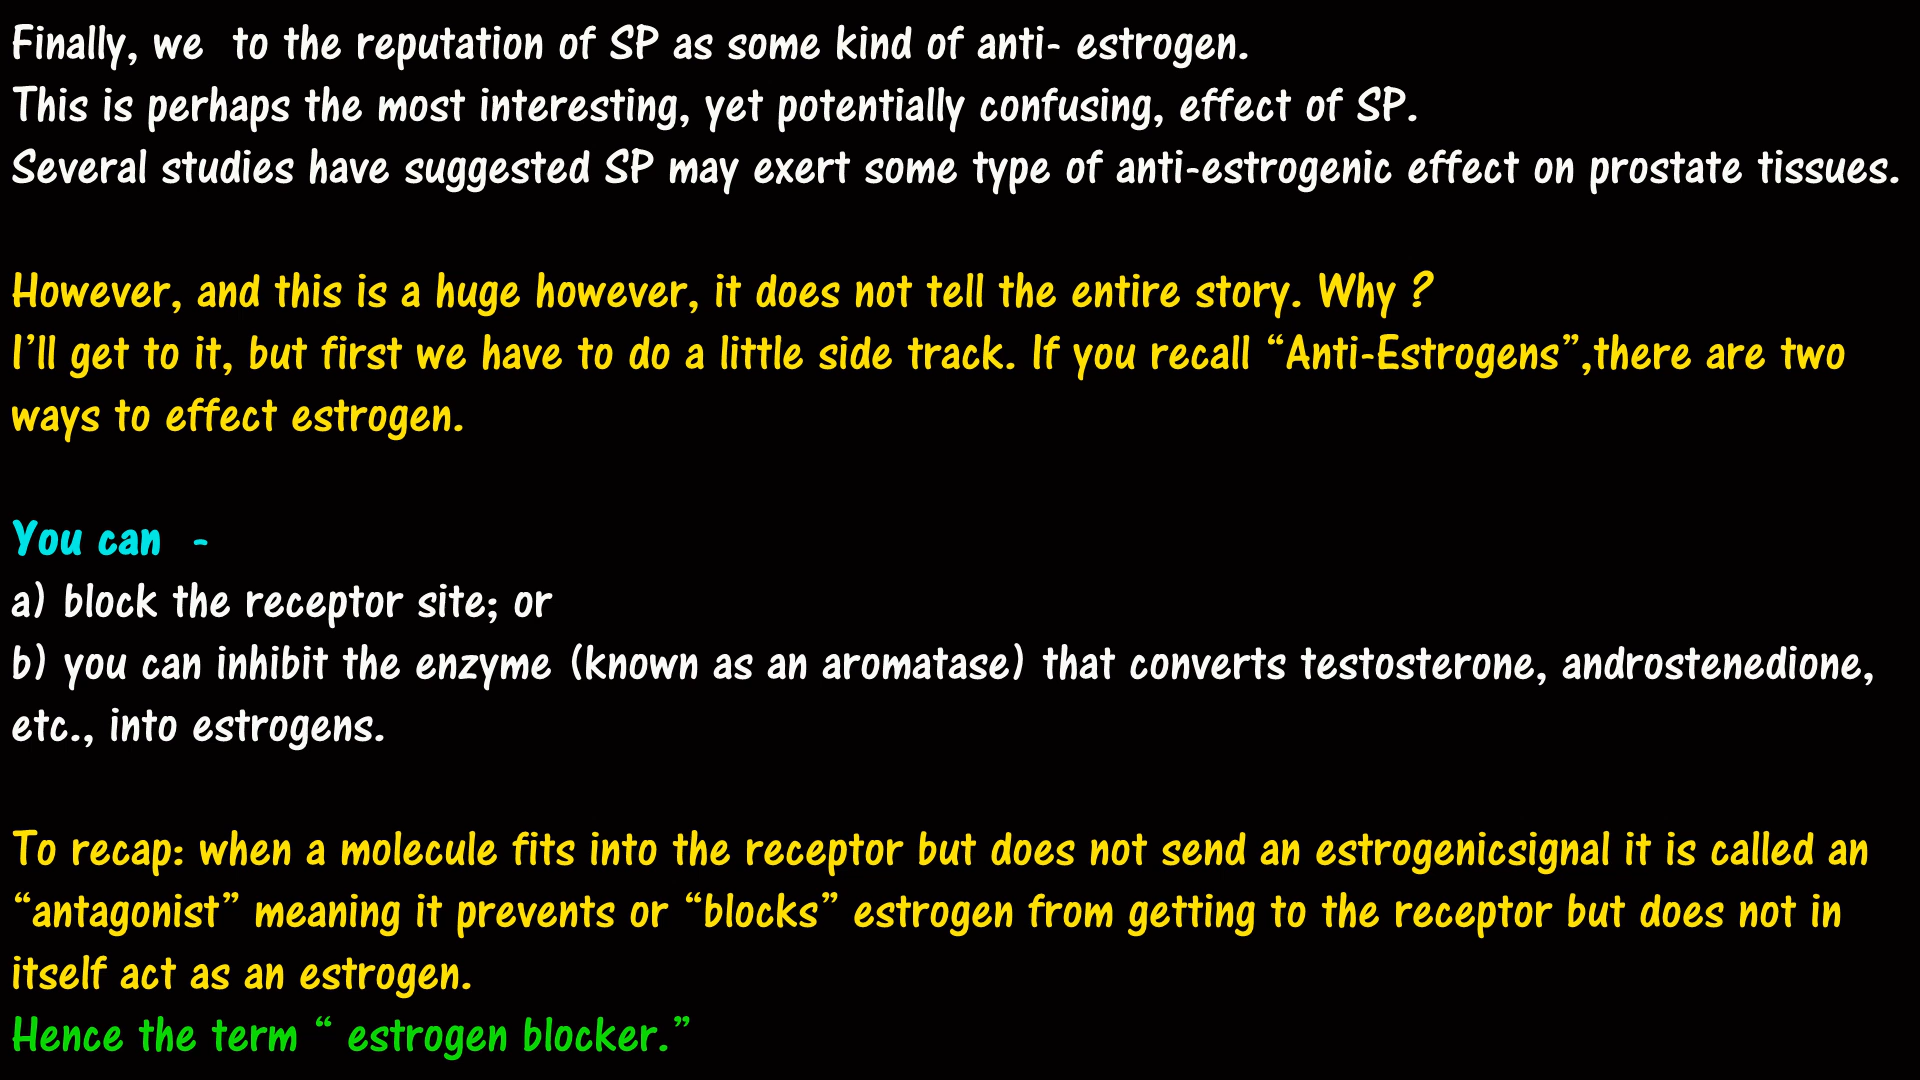 Finally, we  to the reputation of SP as some kind of anti- estrogen.
This is perhaps the most interesting, yet potentially confusing, effect of SP.
Several studies have suggested SP may exert some type of anti-estrogenic effect on prostate tissues.
However, and this is a huge however, it does not tell the entire story. Why ?
I’ll get to it, but first we have to do a little side track. If you recall “Anti-Estrogens”,there are two
ways to effect estrogen.
You can  -
a) block the receptor site; or
b) you can inhibit the enzyme (known as an aromatase) that converts testosterone, androstenedione,
etc., into estrogens.
To recap: when a molecule fits into the receptor but does not send an estrogenicsignal it is called an
“antagonist” meaning it prevents or “blocks” estrogen from getting to the receptor but does not in
itself act as an estrogen.
Hence the term “ estrogen blocker.”